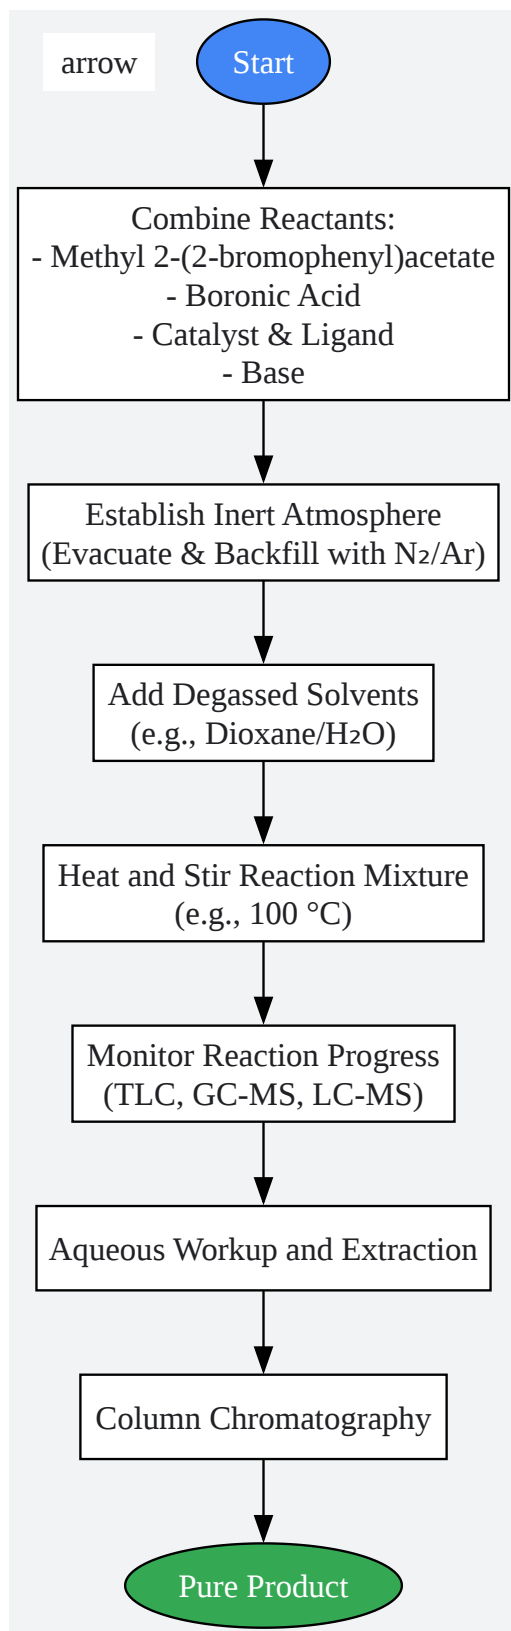 arrow
Start
Combine Reactants:
- Methyl 2-(2-bromophenyl)acetate
- Boronic Acid
- Catalyst & Ligand
- Base
Establish Inert Atmosphere
(Evacuate & Backfill with N₂/Ar)
Add Degassed Solvents
(e.g., Dioxane/H₂O)
Heat and Stir Reaction Mixture
(e.g., 100 °C)
Monitor Reaction Progress
(TLC, GC-MS, LC-MS)
Aqueous Workup and Extraction
Column Chromatography
Pure Product